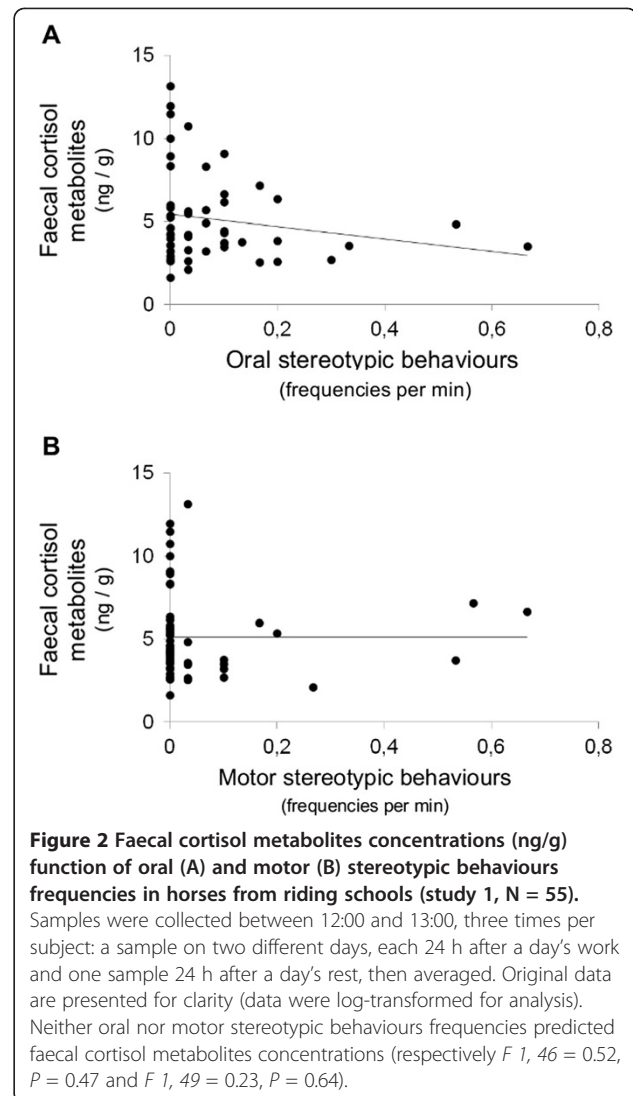 A
15
10
5
0
Faecal cortisol
metabolites
(ng / g)
0 0,2 0,4 0,6 0,8
Oral stereotypic behaviours
(frequencies per min)
B
15
10
5
0
Faecal cortisol
metabolites
(ng / g)
0 0,2 0,4 0,6 0,8
Motor stereotypic behaviours
(frequencies per min)
Figure 2 Faecal cortisol metabolites concentrations (ng/g)
function of oral (A) and motor (B) stereotypic behaviours
frequencies in horses from riding schools (study 1, N = 55).
Samples were collected between 12:00 and 13:00, three times per
subject: a sample on two different days, each 24 h after a day's work
and one sample 24 h after a day's rest, then averaged. Original data
are presented for clarity (data were log-transformed for analysis).
Neither oral nor motor stereotypic behaviours frequencies predicted
faecal cortisol metabolites concentrations (respectively F 1, 46 = 0.52,
P = 0.47 and F 1, 49 = 0.23, P = 0.64).